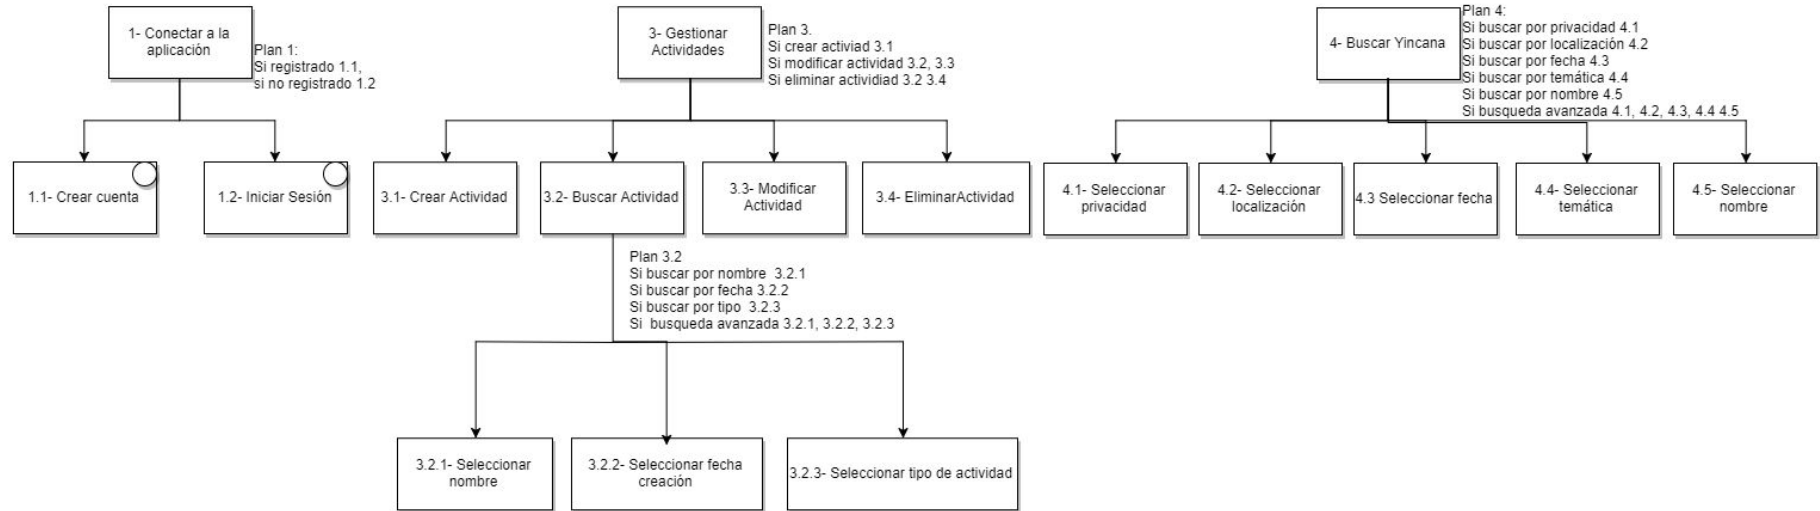 1- Conectar a la
aplicación
Plan 1:
Si registrado 1.1,
si no registrado 1.2
1.1- Crear cuenta
1.2- Iniciar Sesión
3- Gestionar
Actividades
Plan 3.
Si crear activiad 3.1
Si modificar actividad 3.2, 3.3
Si eliminar actividiad 3.2 3.4
3.1- Crear Actividad
3.2- Buscar Actividad
3.3- Modificar
Actividad
3.4- EliminarActividad
Plan 3.2
Si buscar por nombre  3.2.1
Si buscar por fecha 3.2.2
Si buscar por tipo  3.2.3
Si  busqueda avanzada 3.2.1, 3.2.2, 3.2.3
3.2.1- Seleccionar
nombre
3.2.2- Seleccionar fecha
creación
3.2.3- Seleccionar tipo de actividad
4- Buscar Yincana
Plan 4:
Si buscar por privacidad 4.1
Si buscar por localización 4.2
Si buscar por fecha 4.3
Si buscar por temática 4.4
Si buscar por nombre 4.5
Si busqueda avanzada 4.1, 4.2, 4.3, 4.4 4.5
4.1- Seleccionar
privacidad
4.2- Seleccionar
localización
4.3 Seleccionar fecha
4.4- Seleccionar
temática
4.5- Seleccionar
nombre